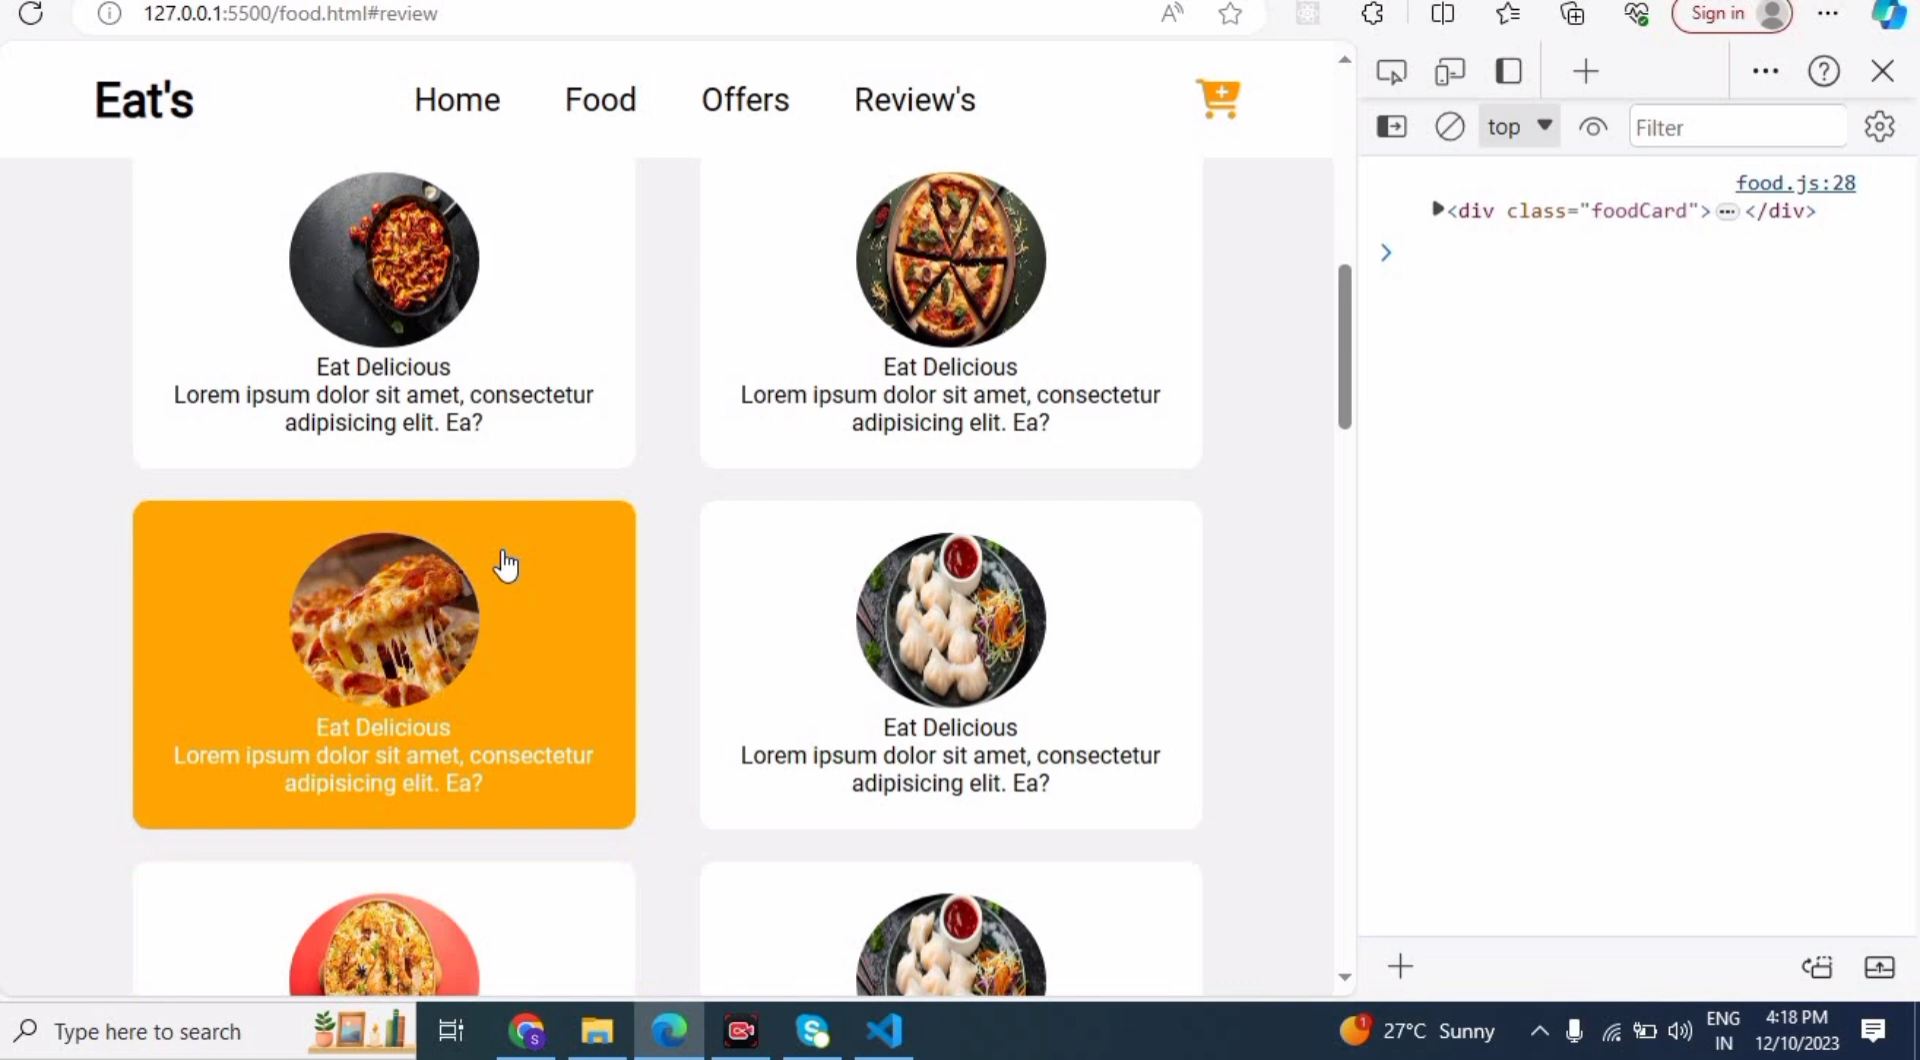 127.0.0.1:5500/food.html#review
Sign in
Eat's
Home
Food
Offers
Review's
top
Filter
food.js:28
<div class="foodCard"> … </div>
Eat Delicious
Lorem ipsum dolor sit amet, consectetur
adipisicing elit. Ea?
Eat Delicious
Lorem ipsum dolor sit amet, consectetur
adipisicing elit. Ea?
Eat Delicious
Lorem ipsum dolor sit amet, consectetur
adipisicing elit. Ea?
Eat Delicious
Lorem ipsum dolor sit amet, consectetur
adipisicing elit. Ea?
Type here to search
S
1
27°C Sunny
ENG
IN
4:18 PM
12/10/2023